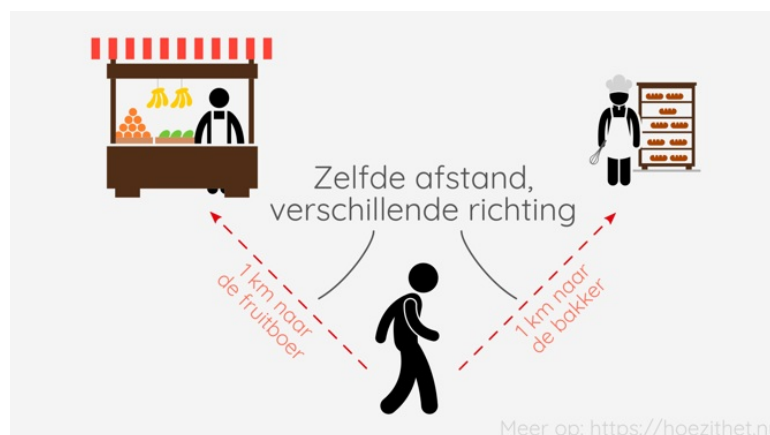 Zelfde afstand,
verschillende richting
1 km naar
de fruitboer
1 km naar
de bakker
Meer op: https://hoezithet.n